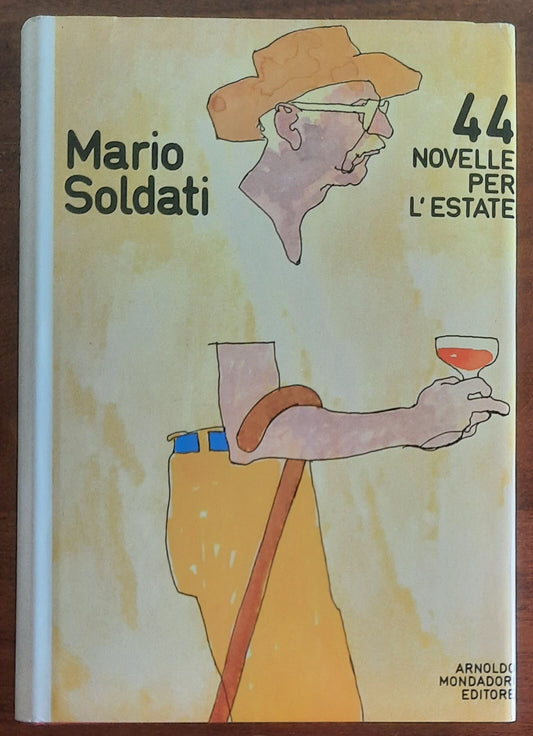 Mario
Soldati
44
NOVELLE
PER
L'ESTATE
ARNOLDO
MONDADORI
EDITORE